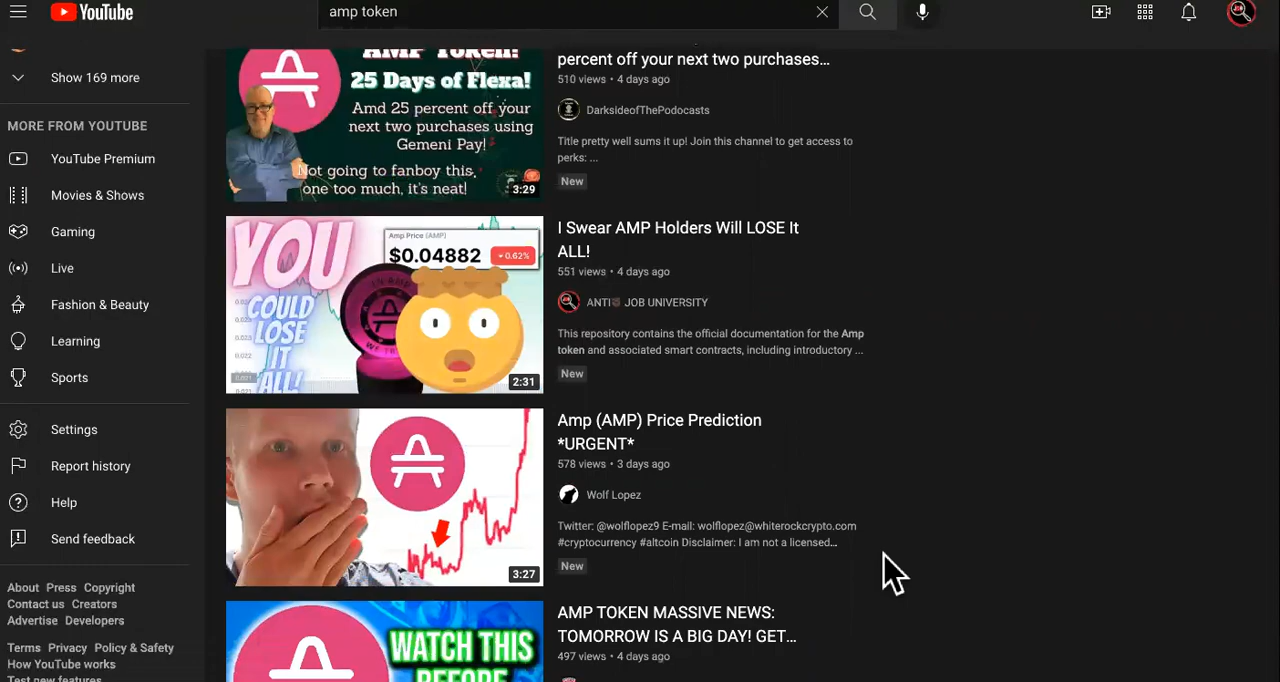 YouTube
amp token
Show 169 more
MORE FROM YOUTUBE
YouTube Premium
Movies & Shows
Gaming
Live
Fashion & Beauty
Learning
Sports
Settings
Report history
Help
Send feedback
About Press Copyright
Contact us Creators
Advertise Developers
Terms Privacy Policy & Safety
How YouTube works
Test new features
AMP Token!
25 Days of Flexa!
Amd 25 percent off your
next two purchases using
Gemeni Pay!
Not going to fanboy this,
one too much, it's neat!
3:29
percent off your next two purchases...
510 views • 4 days ago
DarksideofThePodocasts
Title pretty well sums it up! Join this channel to get access to
perks: ...
New
YOU
COULD
LOSE
IT
ALL!
Amp Price (AMP)
$0.04882
0.62%
2:31
I Swear AMP Holders Will LOSE It
ALL!
551 views • 4 days ago
ANTI JOB UNIVERSITY
This repository contains the official documentation for the Amp
token and associated smart contracts, including introductory ...
New
3:27
Amp (AMP) Price Prediction
*URGENT*
578 views • 3 days ago
Wolf Lopez
Twitter: @wolflopez9 E-mail: wolflopez@whiterockcrypto.com
#cryptocurrency #altcoin Disclaimer: I am not a licensed...
New
WATCH THIS
BEFORE
AMP TOKEN MASSIVE NEWS:
TOMORROW IS A BIG DAY! GET...
497 views • 4 days ago